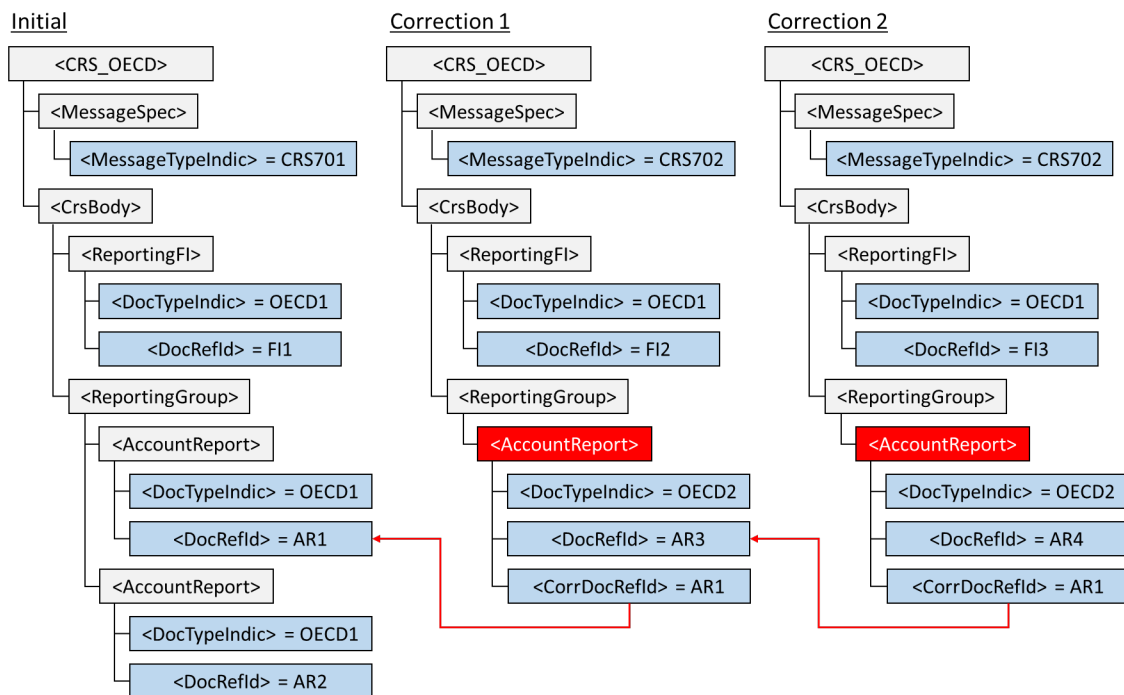 Initial
<CRS_OECD>
<MessageSpec>
<MessageTypeIndic> = CRS701
<CrsBody>
<ReportingFI>
<DocTypeIndic> = OECD1
<DocRefId> = FI1
<ReportingGroup>
<AccountReport>
<DocTypeIndic> = OECD1
<DocRefId> = AR1
<AccountReport>
<DocTypeIndic> = OECD1
<DocRefId> = AR2
Correction 1
<CRS_OECD>
<MessageSpec>
<MessageTypeIndic> = CRS702
<CrsBody>
<ReportingFI>
<DocTypeIndic> = OECD1
<DocRefId> = FI2
<ReportingGroup>
<AccountReport>
<DocTypeIndic> = OECD2
<DocRefId> = AR3
<CorrDocRefId> = AR1
Correction 2
<CRS_OECD>
<MessageSpec>
<MessageTypeIndic> = CRS702
<CrsBody>
<ReportingFI>
<DocTypeIndic> = OECD1
<DocRefId> = FI3
<ReportingGroup>
<AccountReport>
<DocTypeIndic> = OECD2
<DocRefId> = AR4
<CorrDocRefId> = AR1